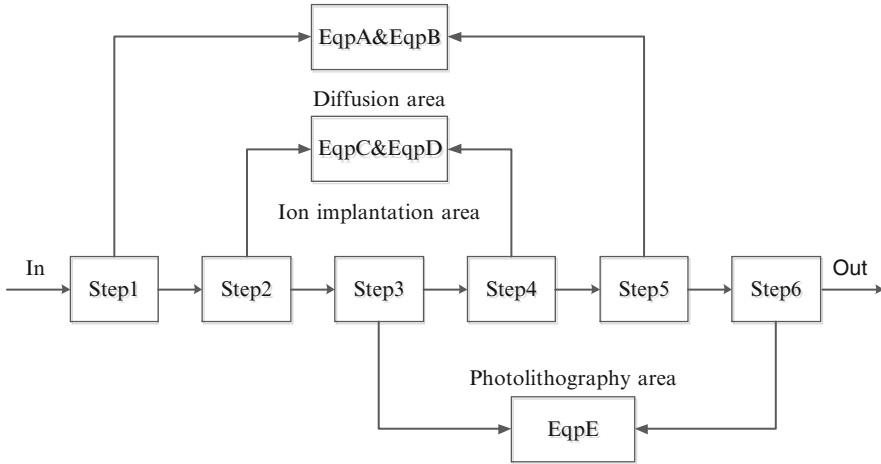 EqpA&EqpB
Diffusion area
EqpC&EqpD
Ion implantation area
In
Step1
Step2
Step3
Step4
Step5
Step6
Out
Photolithography area
EqpE